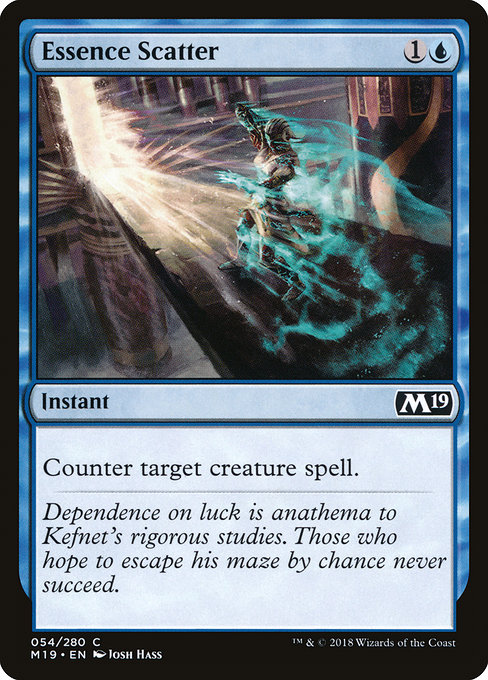 Essence Scatter 1
Instant M19
Counter target creature spell.
Dependence on luck is anathema to
Kefnet's rigorous studies. Those who
hope to escape his maze by chance never
succeed.
054/280 C
M19 • EN Josh Hass
™ & © 2018 Wizards of the Coast